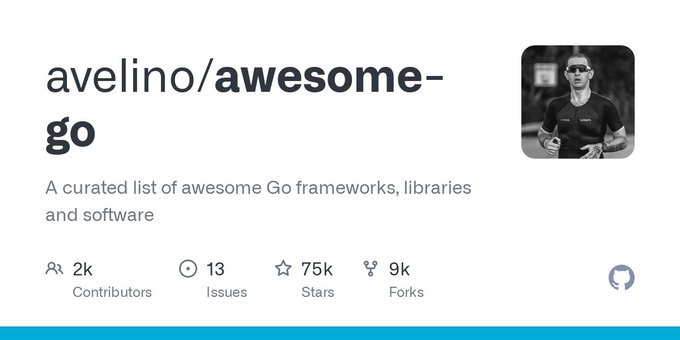 avelino/awesome-
go
A curated list of awesome Go frameworks, libraries
and software
2k
Contributors
13
Issues
75k
Stars
9k
Forks